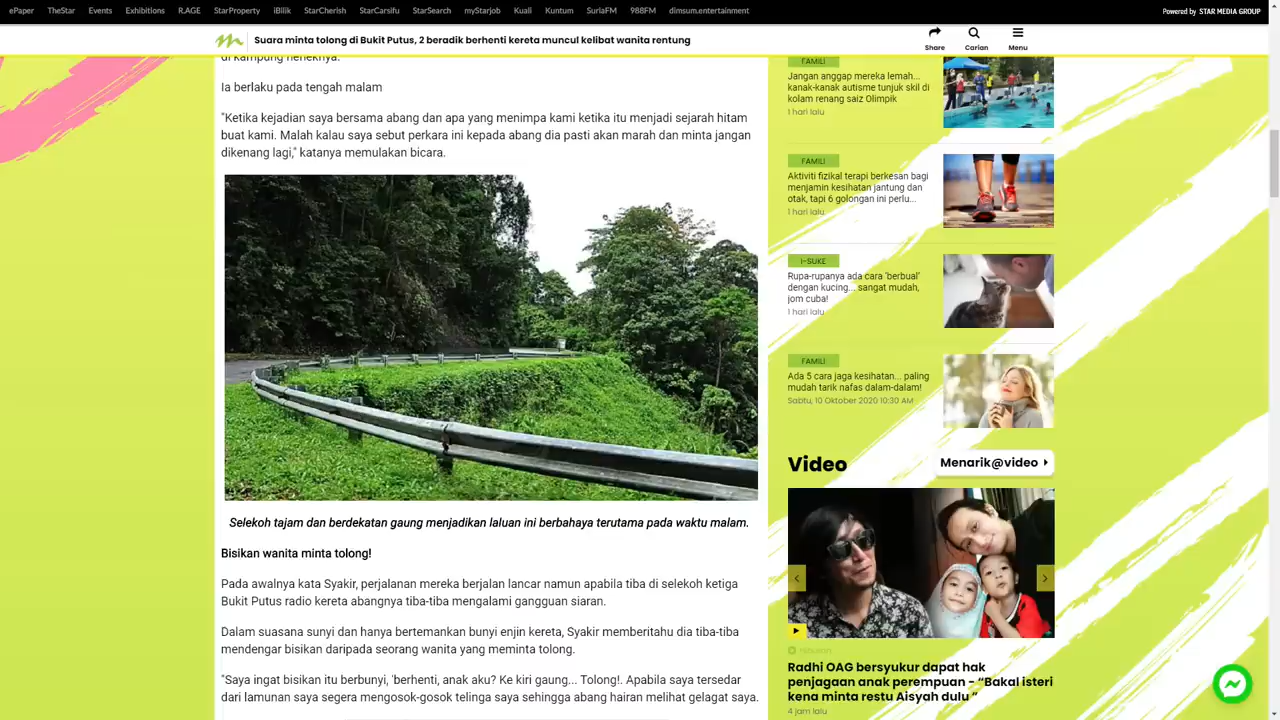 ePaper TheStar Events Exhibitions R.AGE StarProperty iBilik StarCherish StarCarsifu StarSearch myStarjob Kuali Kuntum SuriaFM 988FM dimsum.entertainment
Powered by STAR MEDIA GROUP
m
Suara minta tolong di Bukit Putus, 2 beradik berhenti kereta muncul kelibat wanita rentung
Share Carian Menu
di kampung neneknya.
Ia berlaku pada tengah malam
"Ketika kejadian saya bersama abang dan apa yang menimpa kami ketika itu menjadi sejarah hitam
buat kami. Malah kalau saya sebut perkara ini kepada abang dia pasti akan marah dan minta jangan
dikenang lagi," katanya memulakan bicara.
Selekoh tajam dan berdekatan gaung menjadikan laluan ini berbahaya terutama pada waktu malam.
Bisikan wanita minta tolong!
Pada awalnya kata Syakir, perjalanan mereka berjalan lancar namun apabila tiba di selekoh ketiga
Bukit Putus radio kereta abangnya tiba-tiba mengalami gangguan siaran.
Dalam suasana sunyi dan hanya bertemankan bunyi enjin kereta, Syakir memberitahu dia tiba-tiba
mendengar bisikan daripada seorang wanita yang meminta tolong.
"Saya ingat bisikan itu berbunyi, 'berhenti, anak aku? Ke kiri gaung... Tolong!. Apabila saya tersedar
dari lamunan saya segera mengosok-gosok telinga saya sehingga abang hairan melihat gelagat saya.
FAMILI
Jangan anggap mereka lemah...
kanak-kanak autisme tunjuk skil di
kolam renang saiz Olimpik
1 hari lalu
FAMILI
Aktiviti fizikal terapi berkesan bagi
menjamin kesihatan jantung dan
otak, tapi 6 golongan ini perlu...
1 hari lalu
i-SUKE
Rupa-rupanya ada cara 'berbual'
dengan kucing... sangat mudah,
jom cuba!
1 hari lalu
FAMILI
Ada 5 cara jaga kesihatan... paling
mudah tarik nafas dalam-dalam!
Sabtu, 10 Oktober 2020 10:30 AM
Video
Menarik@video
Hiburan
Radhi OAG bersyukur dapat hak
penjagaan anak perempuan - “Bakal isteri
kena minta restu Aisyah dulu ”
4 jam lalu